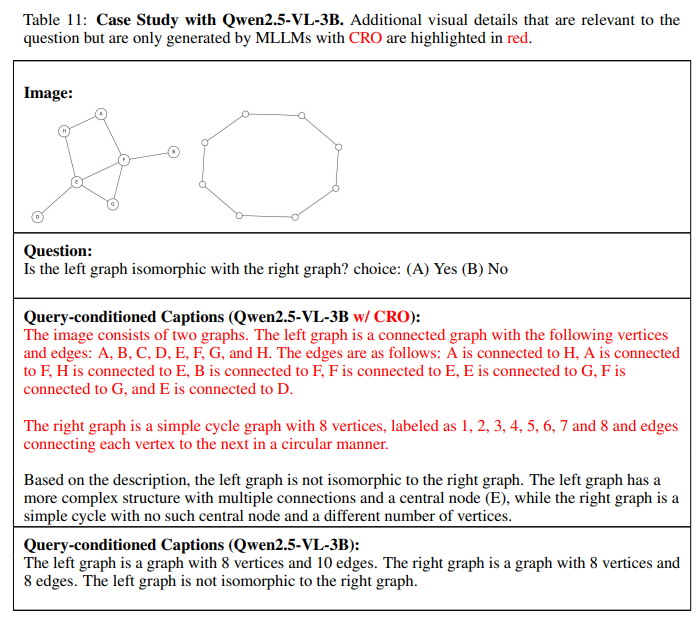 Table 11: Case Study with Qwen2.5-VL-3B. Additional visual details that are relevant to the
question but are only generated by MLLMs with CRO are highlighted in red.
Image:
A
H
B
F
E
G
D
Question:
Is the left graph isomorphic with the right graph? choice: (A) Yes (B) No
Query-conditioned Captions (Qwen2.5-VL-3B w/ CRO):
The image consists of two graphs. The left graph is a connected graph with the following vertices
and edges: A, B, C, D, E, F, G, and H. The edges are as follows: A is connected to H, A is connected
to F, H is connected to E, B is connected to F, F is connected to E, E is connected to G, F is
connected to G, and E is connected to D.
The right graph is a simple cycle graph with 8 vertices, labeled as 1, 2, 3, 4, 5, 6, 7 and 8 and edges
connecting each vertex to the next in a circular manner.
Based on the description, the left graph is not isomorphic to the right graph. The left graph has a
more complex structure with multiple connections and a central node (E), while the right graph is a
simple cycle with no such central node and a different number of vertices.
Query-conditioned Captions (Qwen2.5-VL-3B):
The left graph is a graph with 8 vertices and 10 edges. The right graph is a graph with 8 vertices and
8 edges. The left graph is not isomorphic to the right graph.